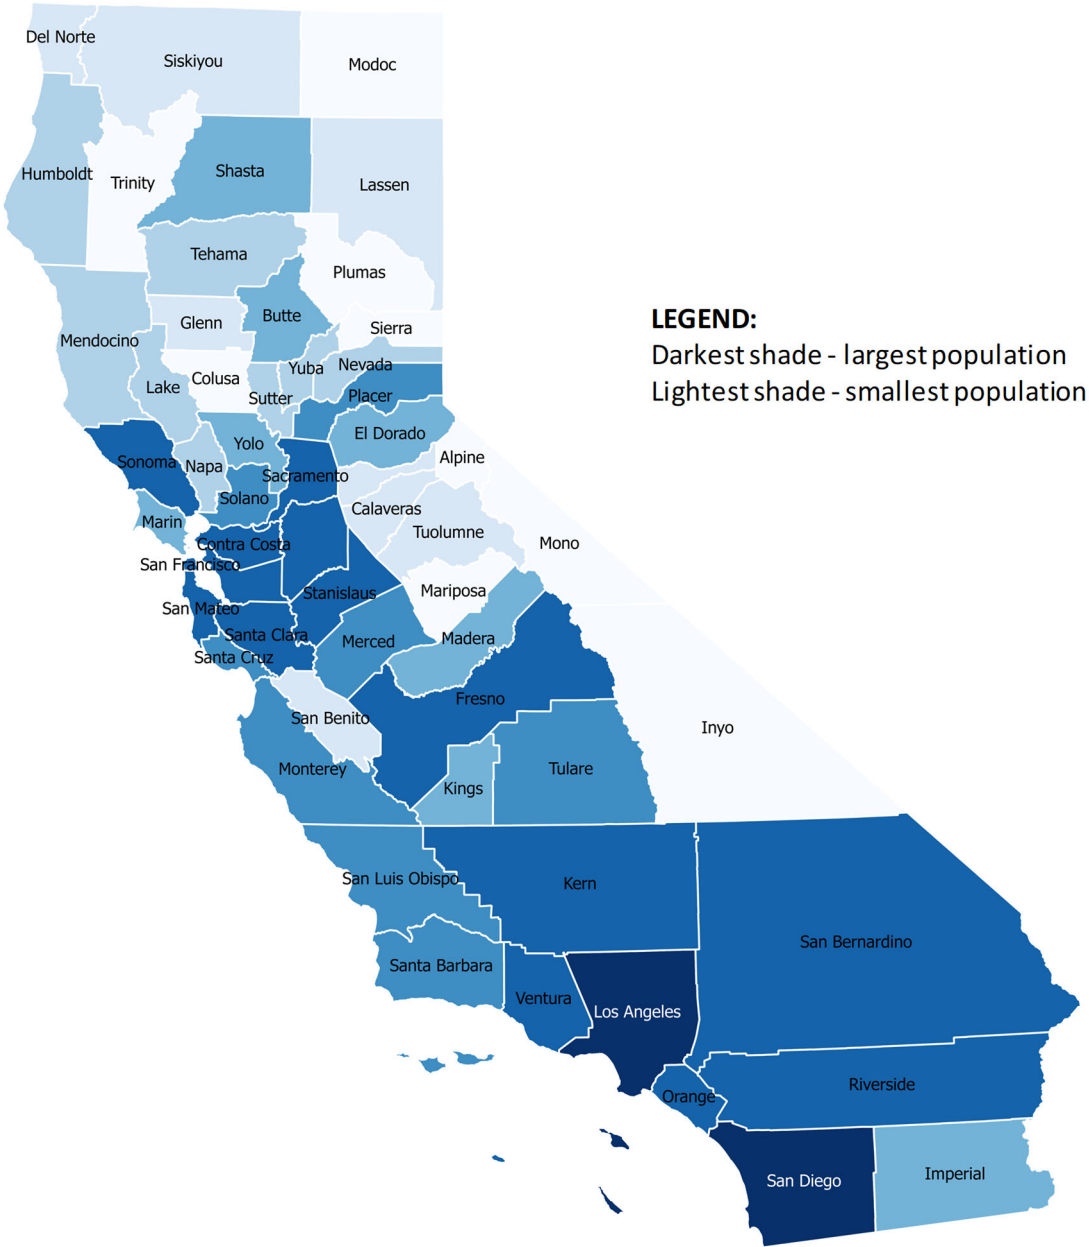 Del Norte
Siskiyou
Modoc
Humboldt
Trinity
Shasta
Lassen
Tehama
Plumas
Glenn
Butte
Sierra
LEGEND:
Darkest shade - largest population
Lightest shade - smallest population
Mendocino
Lake
Colusa
Yuba
Nevada
Sutter
Placer
Sonoma
Napa
Yolo
El Dorado
Sacramento
Alpine
Solano
Marin
Calaveras
Tuolumne
Contra Costa
Mono
San Francisco
Stanislaus
Mariposa
San Mateo
Santa Clara
Merced
Madera
Santa Cruz
Fresno
San Benito
Inyo
Monterey
Kings
Tulare
San Luis Obispo
Kern
San Bernardino
Santa Barbara
Ventura
Los Angeles
Orange
Riverside
San Diego
Imperial